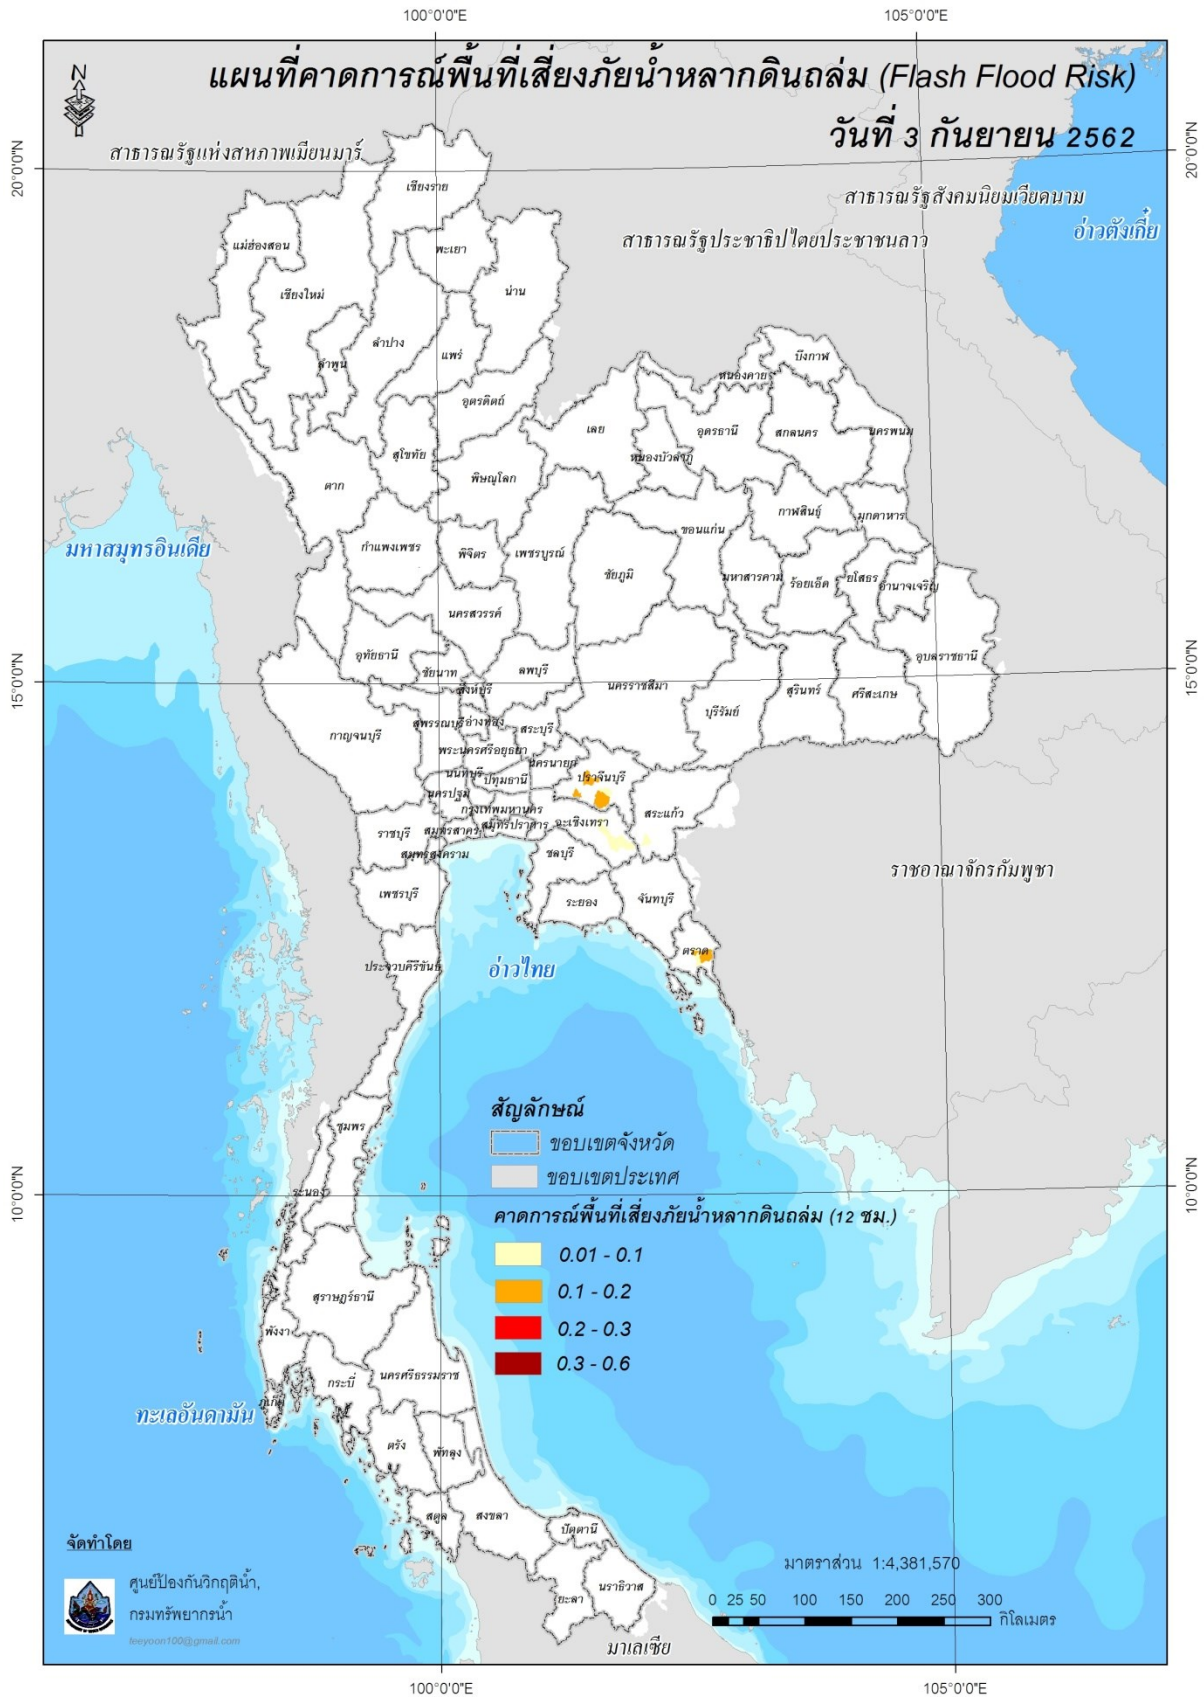 100°0'0"E
105°0'0"E
แผนที่คาดการณ์พื้นที่เสี่ยงภัยน้ำหลากดินถล่ม (Flash Flood Risk)
วันที่ 3 กันยายน 2562
N
20°0'0"N
20°0'0"N
สาธารณรัฐแห่งสหภาพเมียนมาร์
สาธารณรัฐสังคมนิยมเวียดนาม
สาธารณรัฐประชาธิปไตยประชาชนลาว
อ่าวตังเกี๋ย
เชียงราย
แม่ฮ่องสอน
พะเยา
น่าน
เชียงใหม่
ลำปาง
ลำพูน
แพร่
อุตรดิตถ์
บึงกาฬ
หนองคาย
เลย
อุดรธานี
สกลนคร
นครพนม
หนองบัวลำภู
สุโขทัย
ตาก
พิษณุโลก
กาฬสินธุ์
มุกดาหาร
ขอนแก่น
มหาสมุทรอินเดีย
กำแพงเพชร
พิจิตร
เพชรบูรณ์
ชัยภูมิ
มหาสารคาม
ร้อยเอ็ด
ยโสธร
อำนาจเจริญ
นครสวรรค์
อุทัยธานี
ชัยนาท
ลพบุรี
นครราชสีมา
สุรินทร์
ศรีสะเกษ
อุบลราชธานี
บุรีรัมย์
15°0'0"N
15°0'0"N
สิงห์บุรี
สุพรรณบุรี
อ่างทอง
สระบุรี
กาญจนบุรี
พระนครศรีอยุธยา
นครนายก
นนทบุรี
ปทุมธานี
ปราจีนบุรี
นครปฐม
กรุงเทพมหานคร
สระแก้ว
ฉะเชิงเทรา
ราชบุรี
สมุทรสาคร
สมุทรปราการ
สมุทรสงคราม
ชลบุรี
ราชอาณาจักรกัมพูชา
เพชรบุรี
ระยอง
จันทบุรี
ตราด
ประจวบคีรีขันธ์
อ่าวไทย
สัญลักษณ์
ขอบเขตจังหวัด
ขอบเขตประเทศ
คาดการณ์พื้นที่เสี่ยงภัยน้ำหลากดินถล่ม (12 ชม.)
0.01 - 0.1
0.1 - 0.2
0.2 - 0.3
0.3 - 0.6
ชุมพร
ระนอง
10°0'0"N
10°0'0"N
สุราษฎร์ธานี
พังงา
กระบี่
นครศรีธรรมราช
ภูเก็ต
ทะเลอันดามัน
ตรัง
พัทลุง
สตูล
สงขลา
ปัตตานี
นราธิวาส
ยะลา
มาเลเซีย
จัดทำโดย
ศูนย์ป้องกันวิกฤติน้ำ,
กรมทรัพยากรน้ำ
leeyoon100@gmail.com
มาตราส่วน 1:4,381,570
0 25 50 100 150 200 250 300
กิโลเมตร
100°0'0"E
105°0'0"E